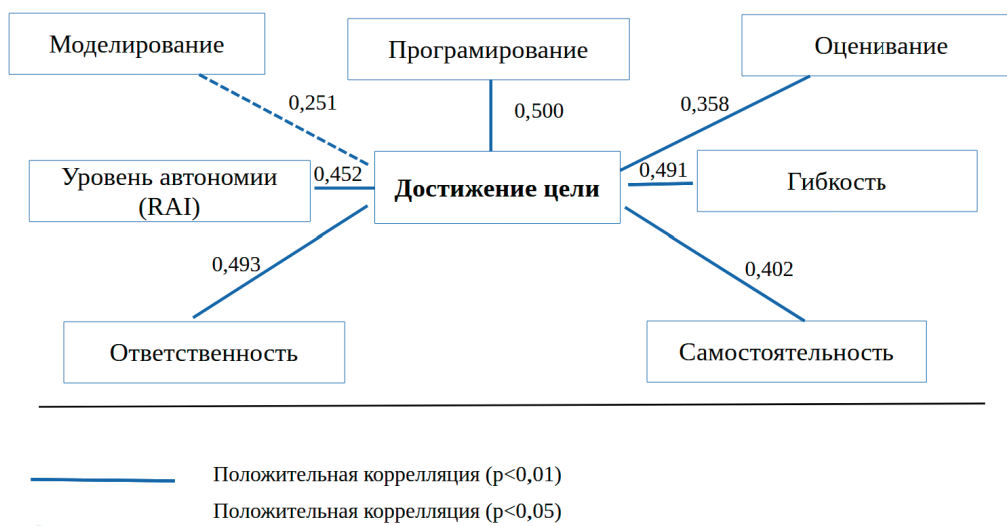 Моделирование
Програмирование
Оценивание
0,251
0,500
0,358
Уровень автономии
(RAI)
0,452
Достижение цели
0,491
Гибкость
0,493
0,402
Ответственность
Самостоятельность
Положительная корреляция (p<0,01)
Положительная корреляция (p<0,05)